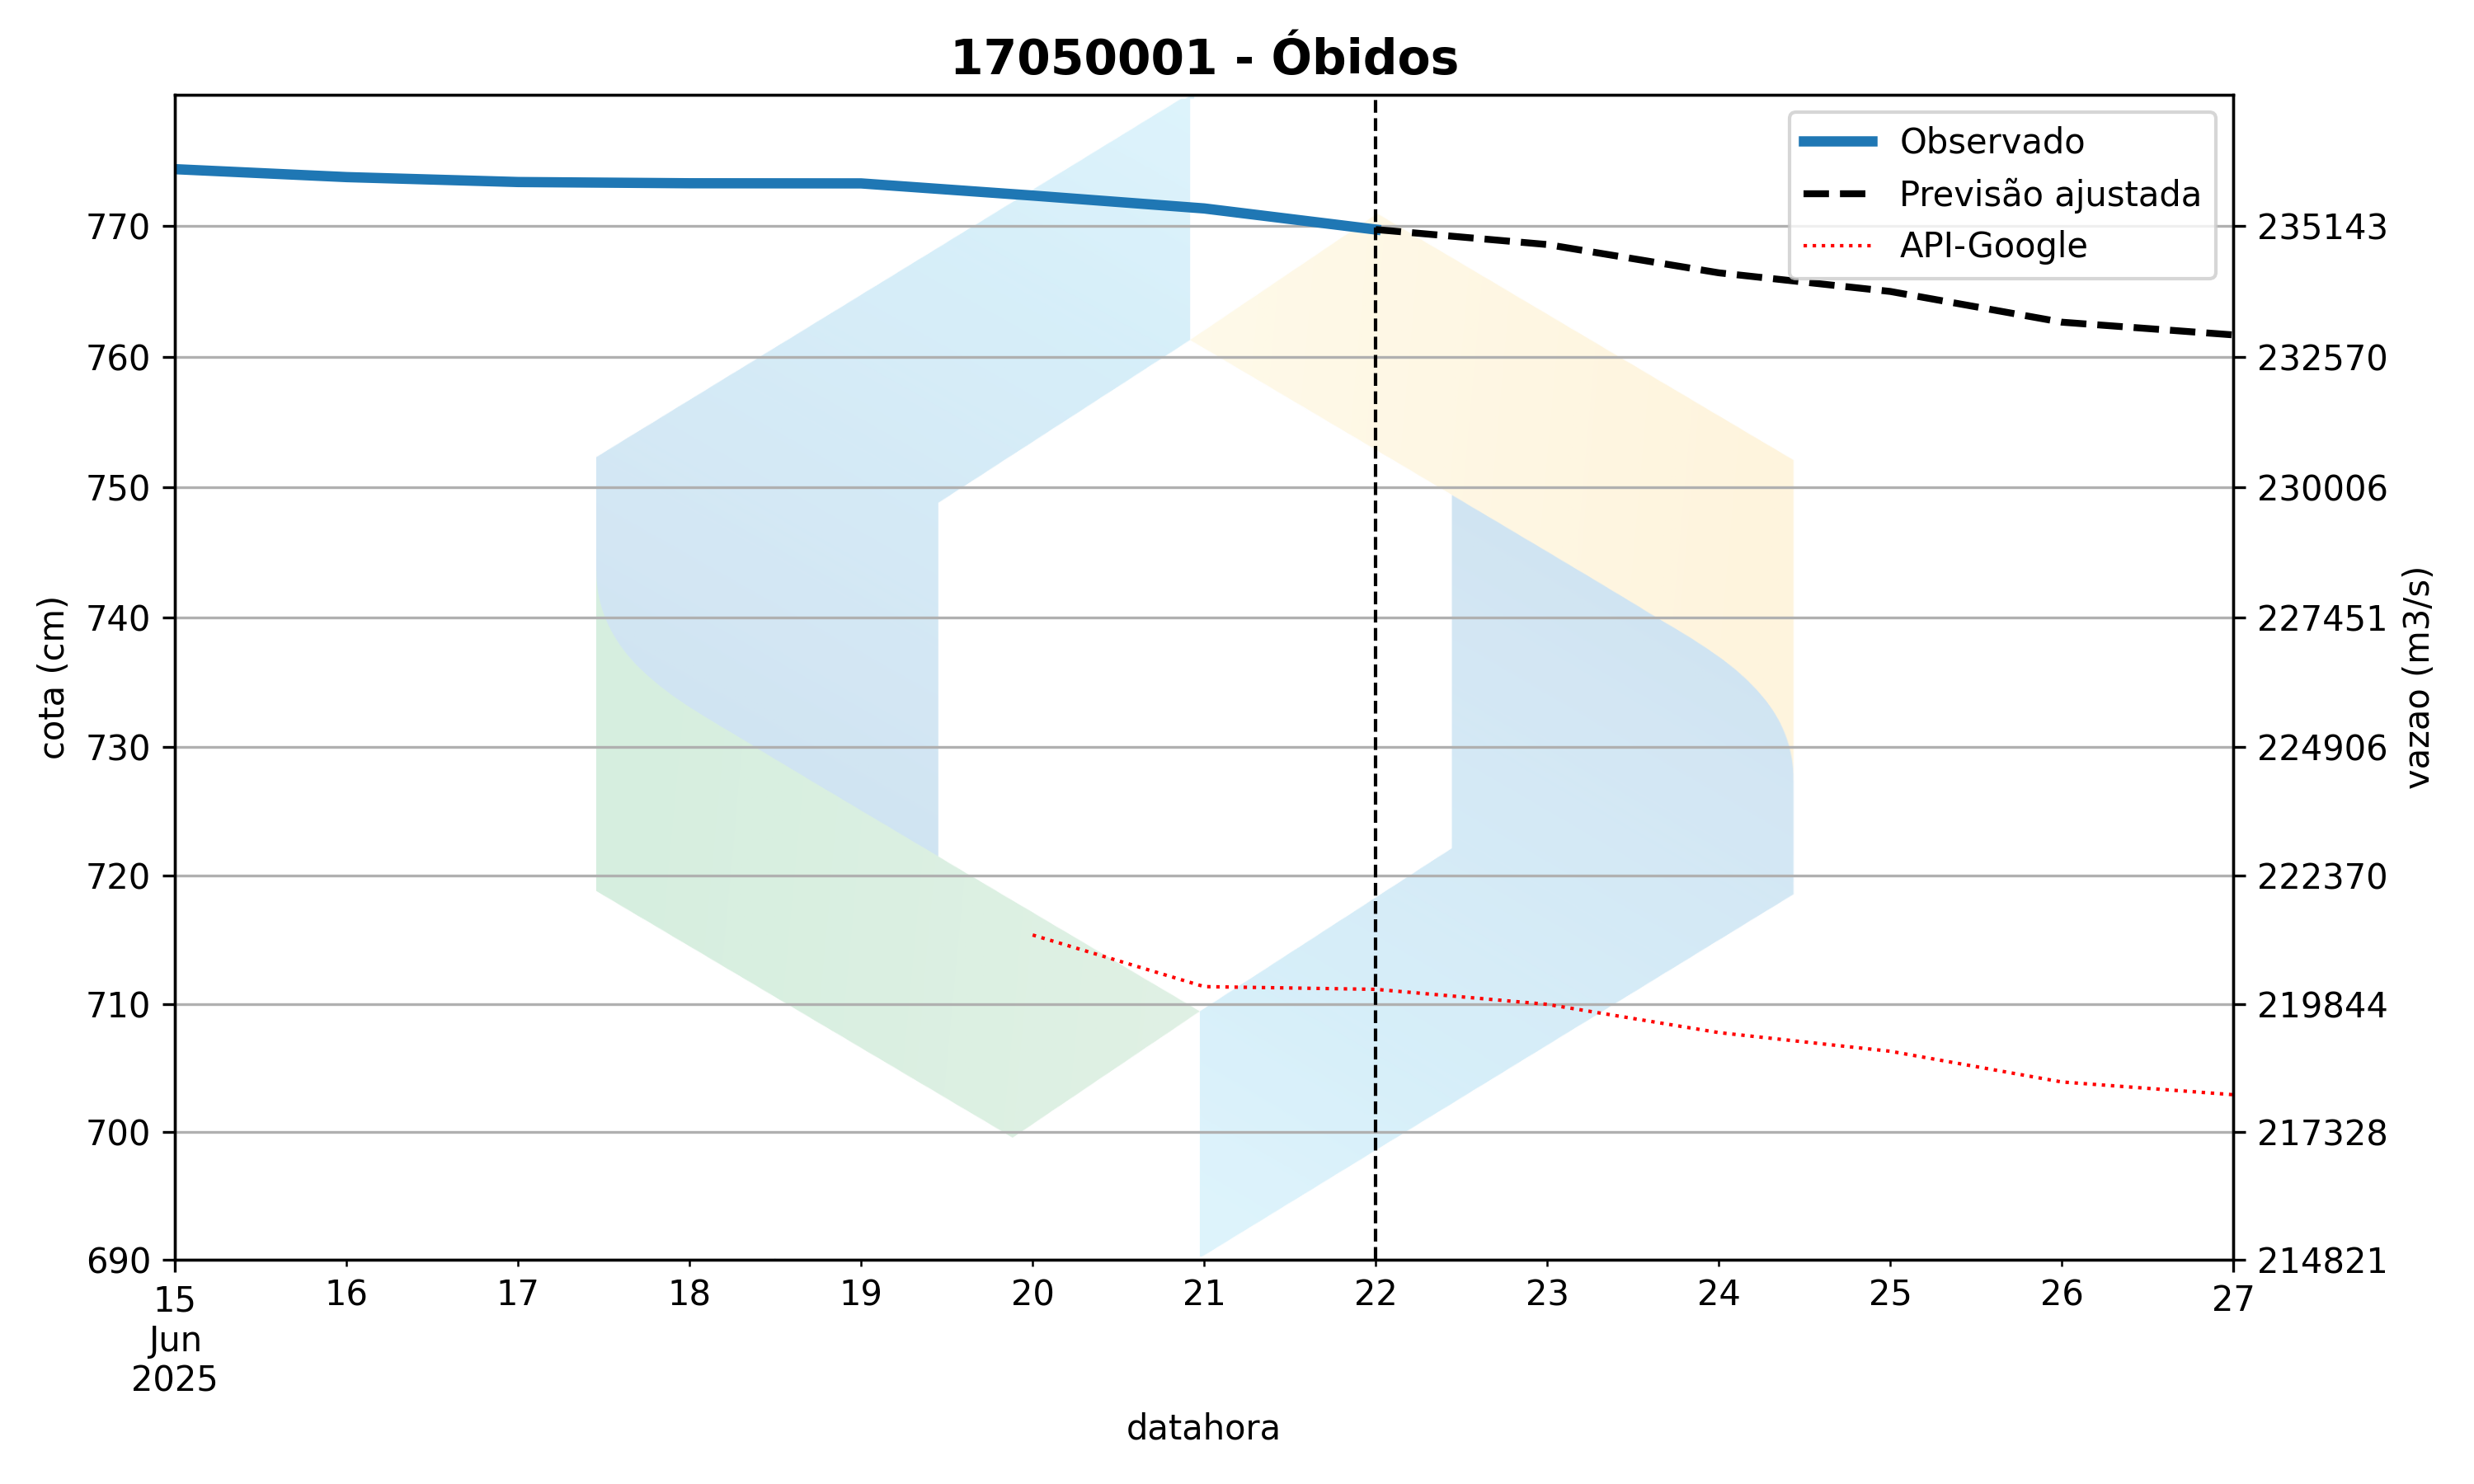 17050001 - Óbidos
Observado
Previsão ajustada
API-Google
cota (cm)
770
760
750
740
730
720
710
700
690
235143
232570
230006
227451
224906
222370
219844
217328
214821
vazao (m3/s)
15 16 17 18 19 20 21 22 23 24 25 26 27
Jun
2025
datahora